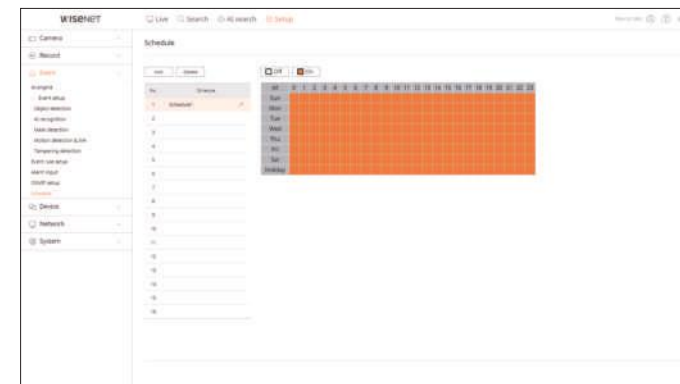 WISENET
Live Search AI search Setup
Camera
Record
Event
AI engine
Event setup
Object detection
AI recognition
Mask detection
Motion detection & IVA
Tampering detection
Event rule setup
Alarm input
ON/OFF setup
Schedule
Device
Network
System
Schedule
Add Delete
No. Schedule
1 Schedule1
2
3
4
5
6
7
8
9
10
11
12
13
14
15
16
Off On
All 0 1 2 3 4 5 6 7 8 9 10 11 12 13 14 15 16 17 18 19 20 21 22 23
Sun
Mon
Tue
Wed
Thu
Fri
Sat
Holiday